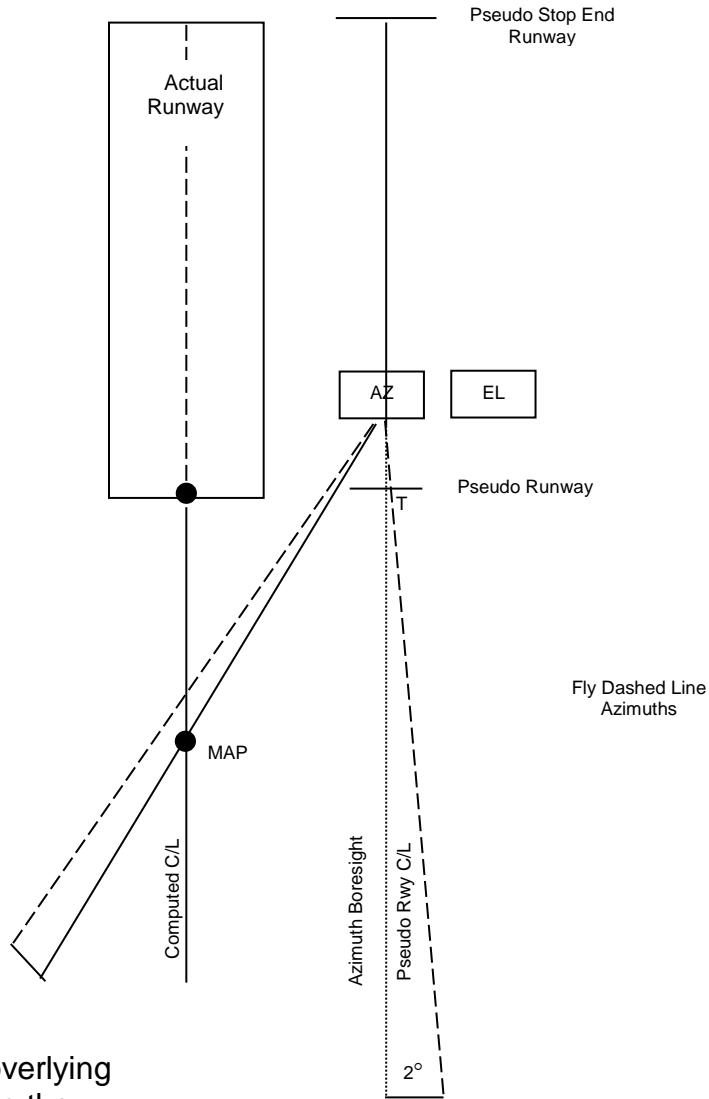 Pseudo Stop End
Runway
Actual
Runway
AZ
EL
Pseudo Runway
T
Fly Dashed Line
Azimuths
MAP
Computed C/L
Azimuth Boresight
Pseudo Rwy C/L
2°
overlying